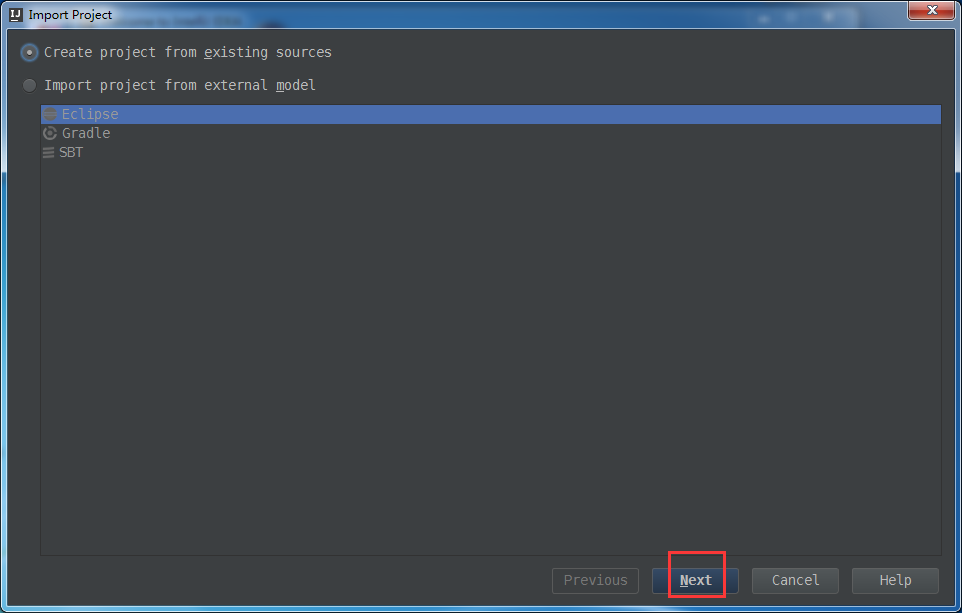 Import Project
Create project from existing sources
Import project from external model
Eclipse
Gradle
SBT
Previous Next Cancel Help